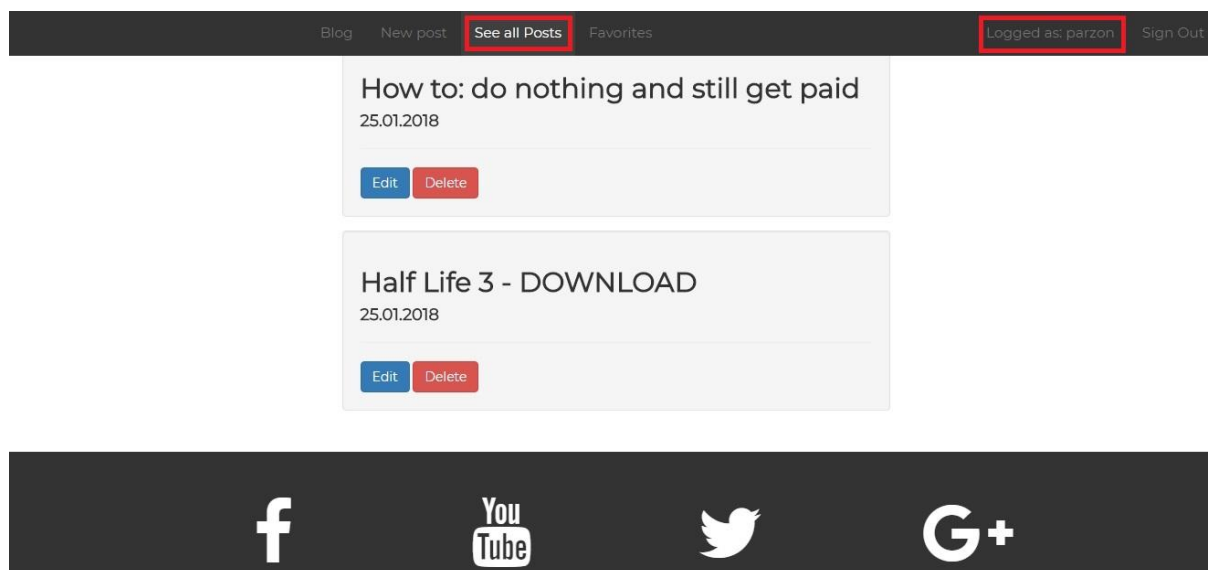 Blog New post See all Posts Favorites Logged as: parzon Sign Out
How to: do nothing and still get paid
25.01.2018
Edit Delete
Half Life 3 - DOWNLOAD
25.01.2018
Edit Delete
f You Tube G+